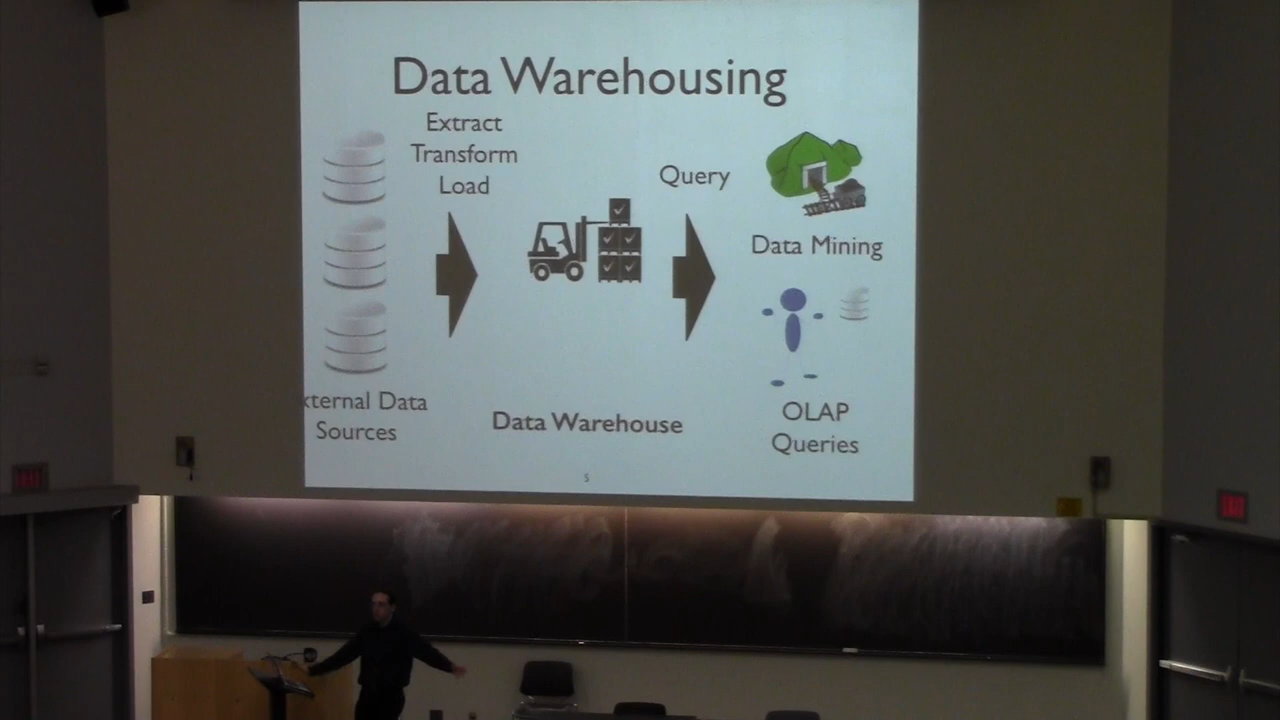 Data Warehousing
Extract
Transform
Load
Query
Data Mining
xternal Data
Sources
Data Warehouse
OLAP
Queries
5